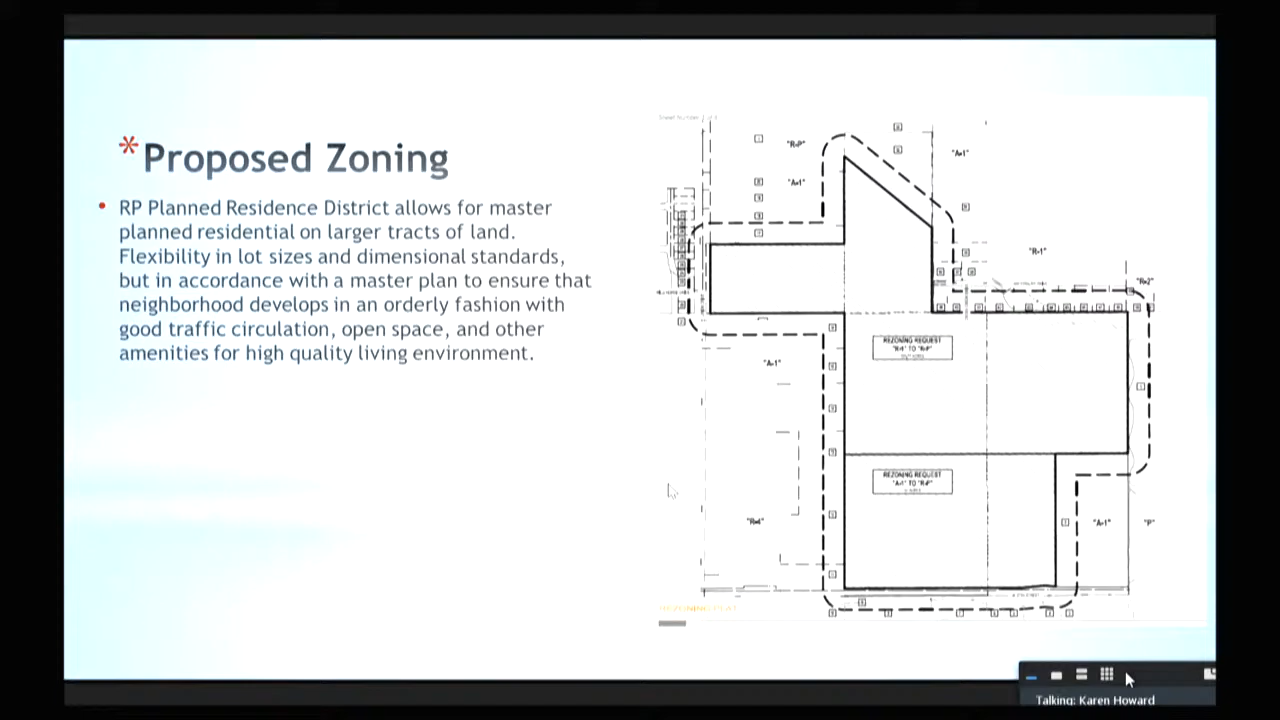 *Proposed Zoning
• RP Planned Residence District allows for master
planned residential on larger tracts of land.
Flexibility in lot sizes and dimensional standards,
but in accordance with a master plan to ensure that
neighborhood develops in an orderly fashion with
good traffic circulation, open space, and other
amenities for high quality living environment.
"R-P"
"A-1"
"A-1"
"R-1"
"R-2"
REZONING REQUEST
TO "R-P"
"A-1"
REZONING REQUEST
"A-1" TO "R-P"
"R-4"
"A-1"
"P"
Talking: Karen Howard